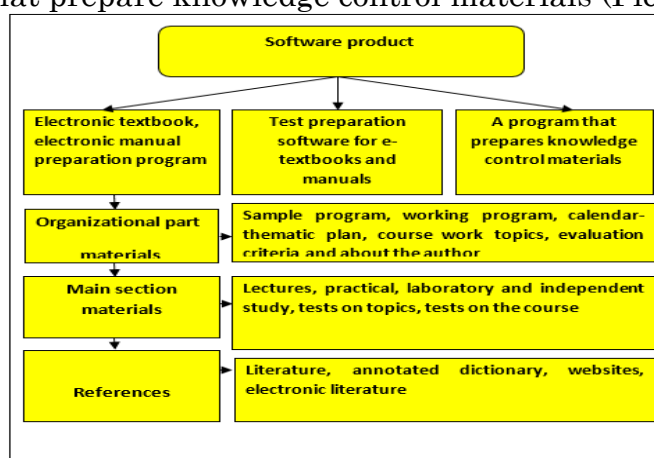 that prepare knowledge control materials
Software product
Electronic textbook,
electronic manual
preparation program
Test preparation
software for e-
textbooks and
manuals
A program that
prepares knowledge
control materials
Organizational part
materials
Sample program, working program, calendar-
thematic plan, course work topics, evaluation
criteria and about the author
Main section
materials
Lectures, practical, laboratory and independent
study, tests on topics, tests on the course
References
Literature, annotated dictionary, websites,
electronic literature